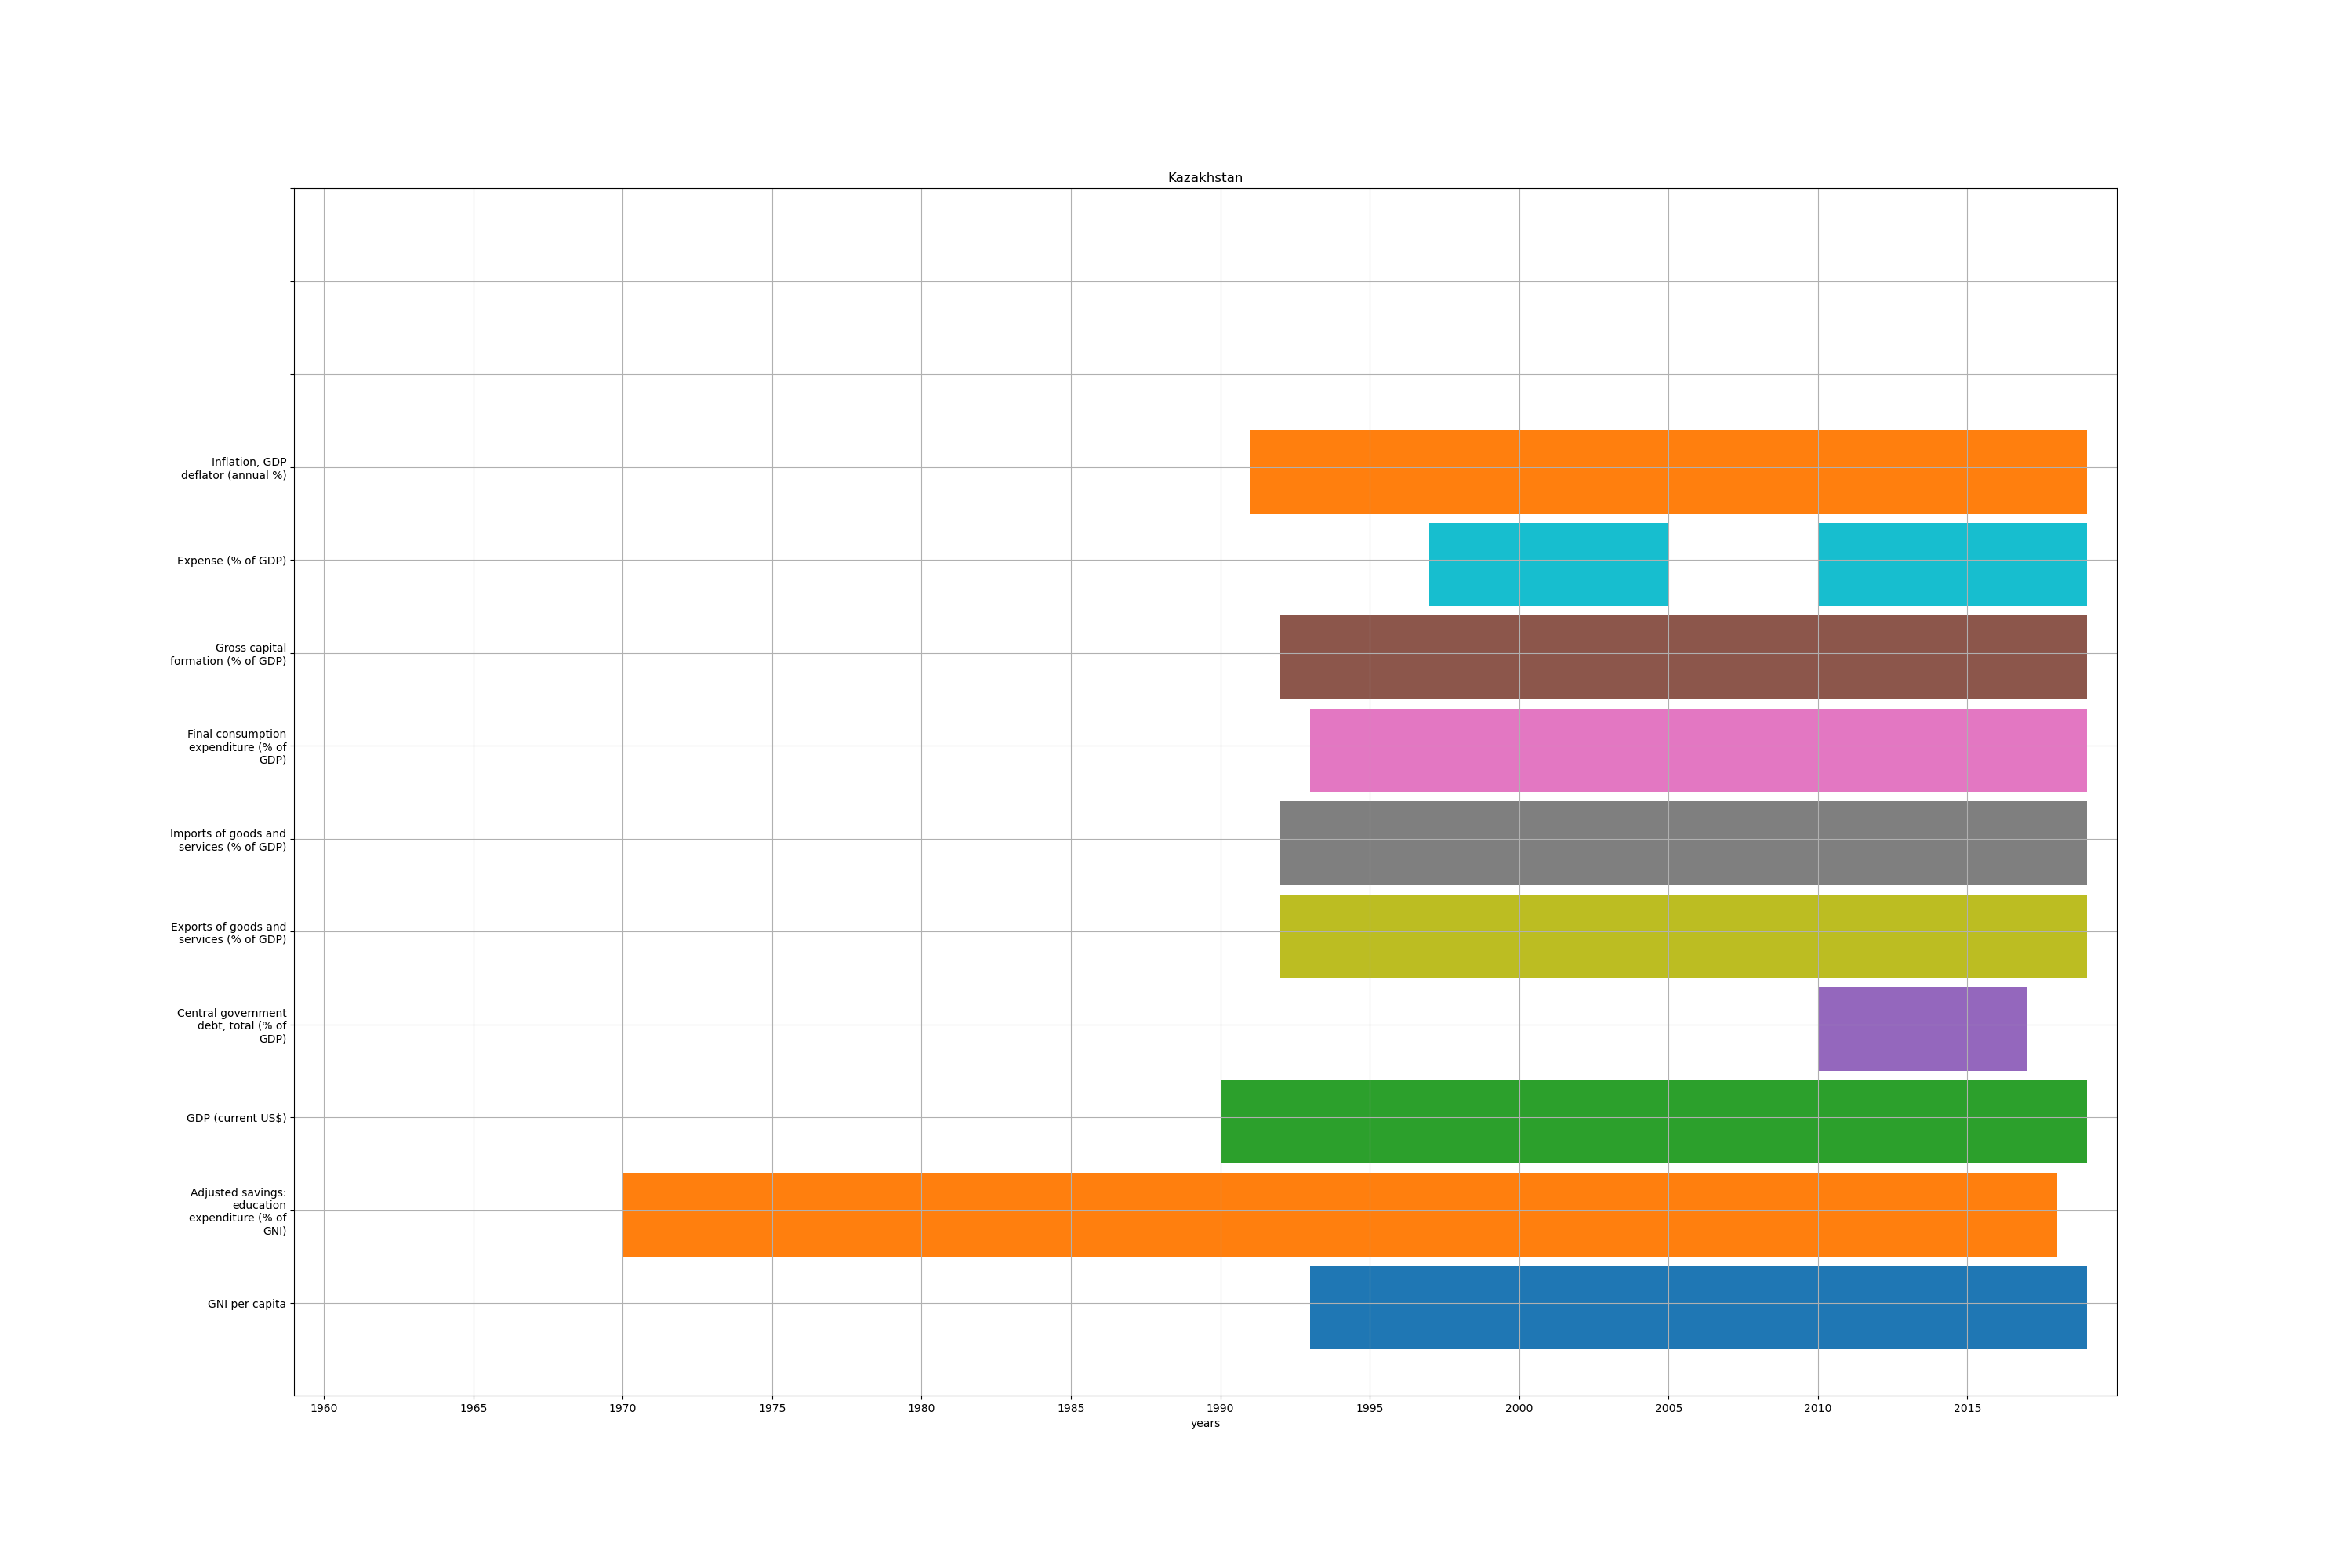 Kazakhstan
Inflation, GDP
deflator (annual %)
Expense (% of GDP)
Gross capital
formation (% of GDP)
Final consumption
expenditure (% of
GDP)
Imports of goods and
services (% of GDP)
Exports of goods and
services (% of GDP)
Central government
debt, total (% of
GDP)
GDP (current US$)
Adjusted savings:
education
expenditure (% of
GNI)
GNI per capita
1960 1965 1970 1975 1980 1985 1990 1995 2000 2005 2010 2015
years